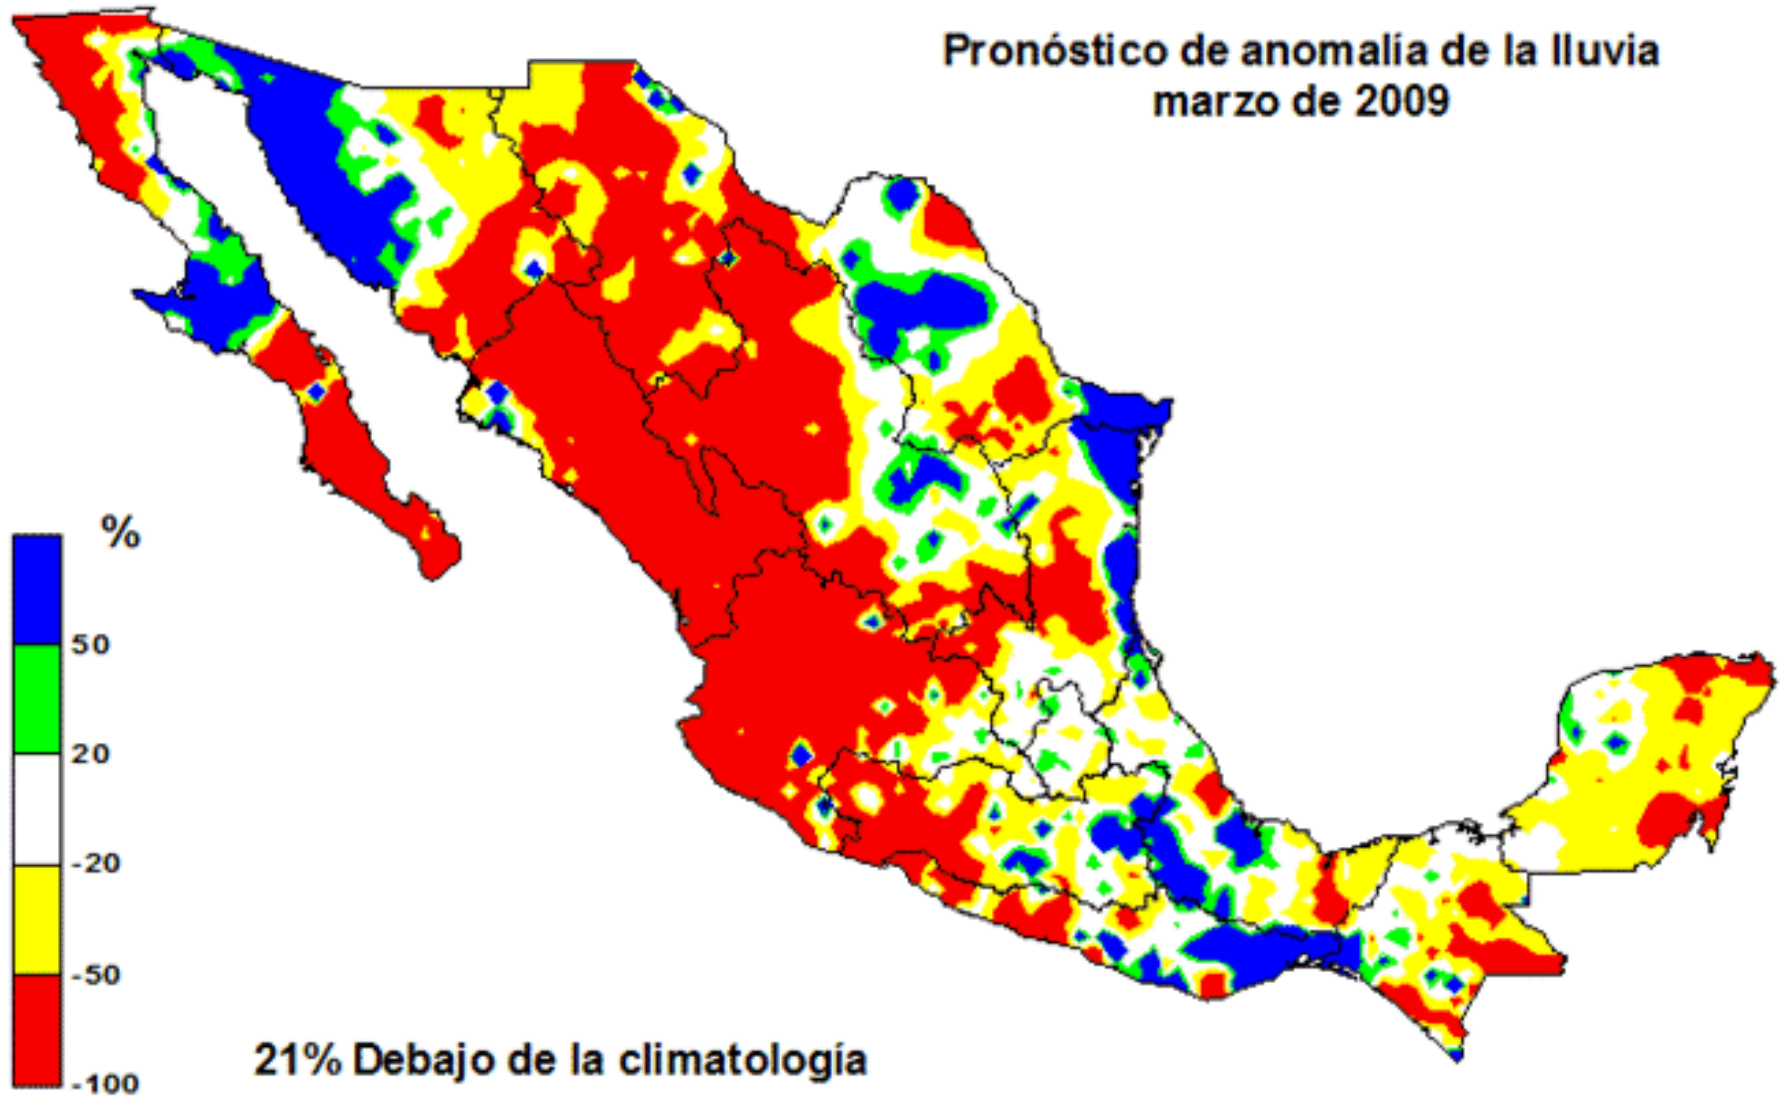 Pronóstico de anomalía de la lluvia
marzo de 2009
%
50
20
-20
-50
-100
21% Debajo de la climatología